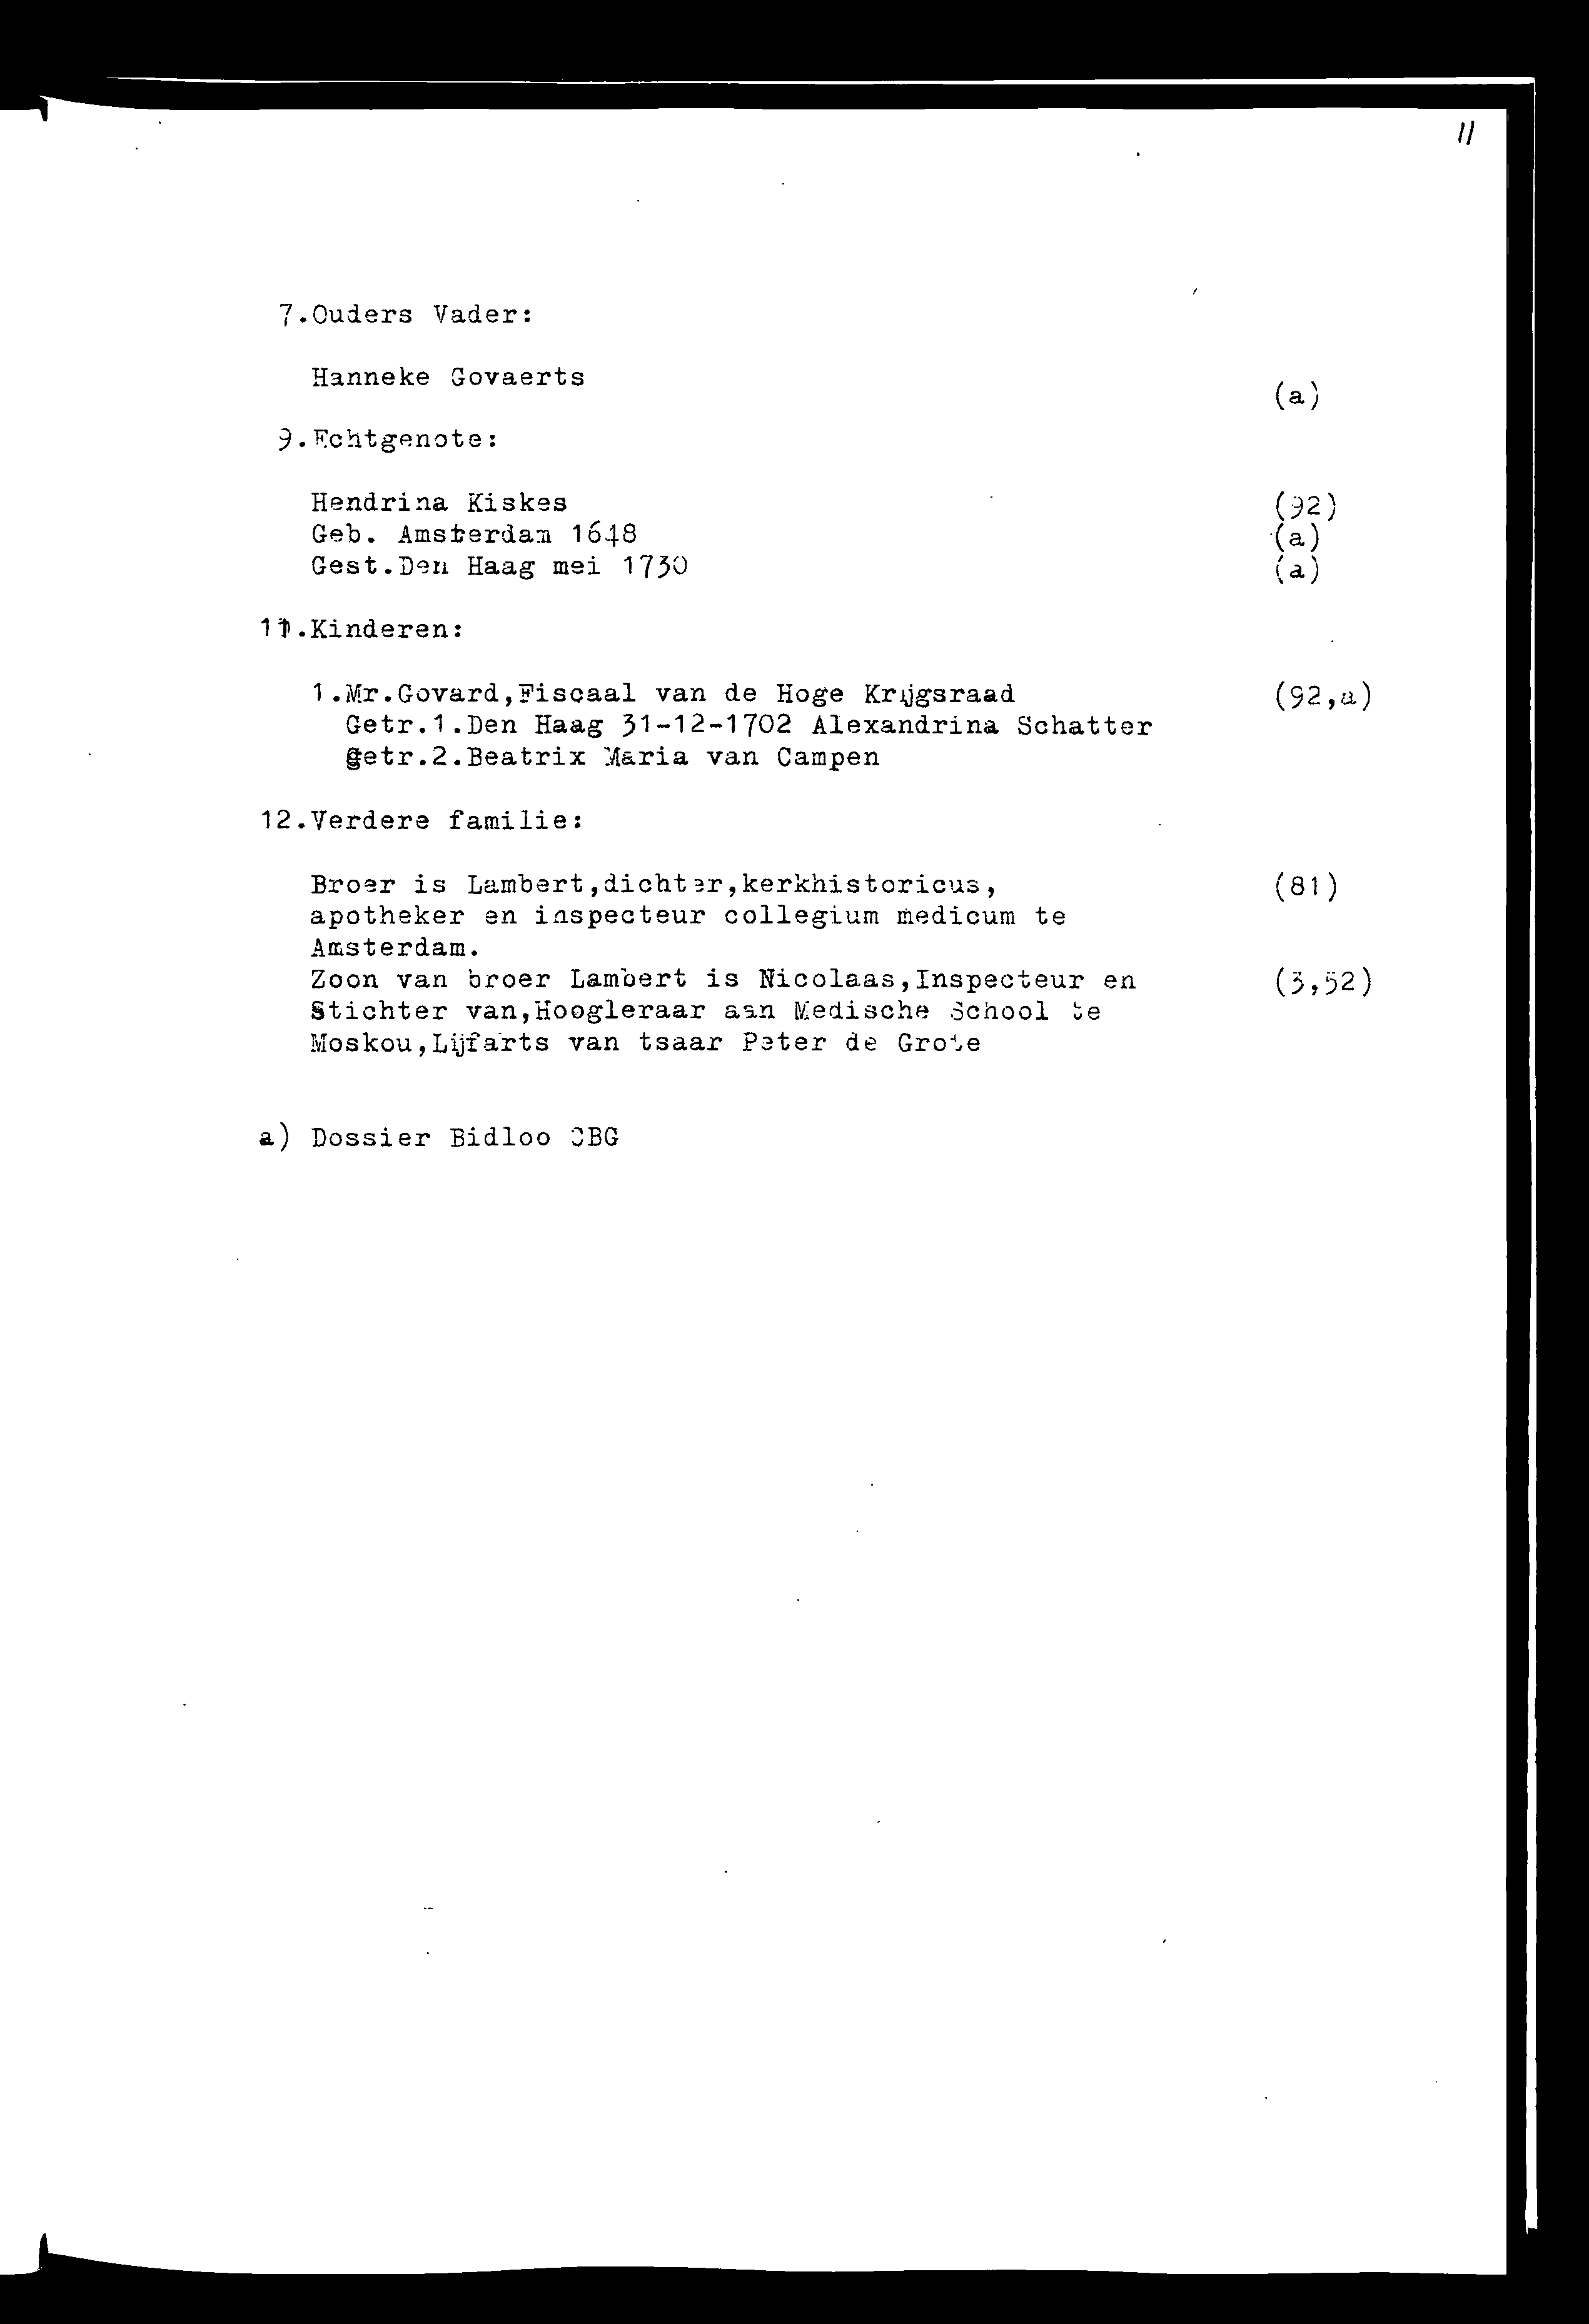 11
7.Ouders Vader:
Hanneke Govaerts (a)
9.Echtgenote:
Hendrina Kiskes (92)
Geb. Amsterdam 1648 (a)
Gest.Den Haag mei 1730 (a)
11.Kinderen:
1.Mr.Govard,Fiscaal van de Hoge Krijgsraad (92,a)
Getr.1.Den Haag 31-12-1702 Alexandrina Schatter
getr.2.Beatrix Maria van Campen
12.Verdere familie:
Broer is Lambert,dichter,kerkhistoricus, (81)
apotheker en inspecteur collegium medicum te
Amsterdam.
Zoon van broer Lambert is Nicolaas,Inspecteur en (3,52)
Stichter van,Hoogleraar aan Medische School te
Moskou,Lijfarts van tsaar Peter de Grote
a) Dossier Bidloo CBG